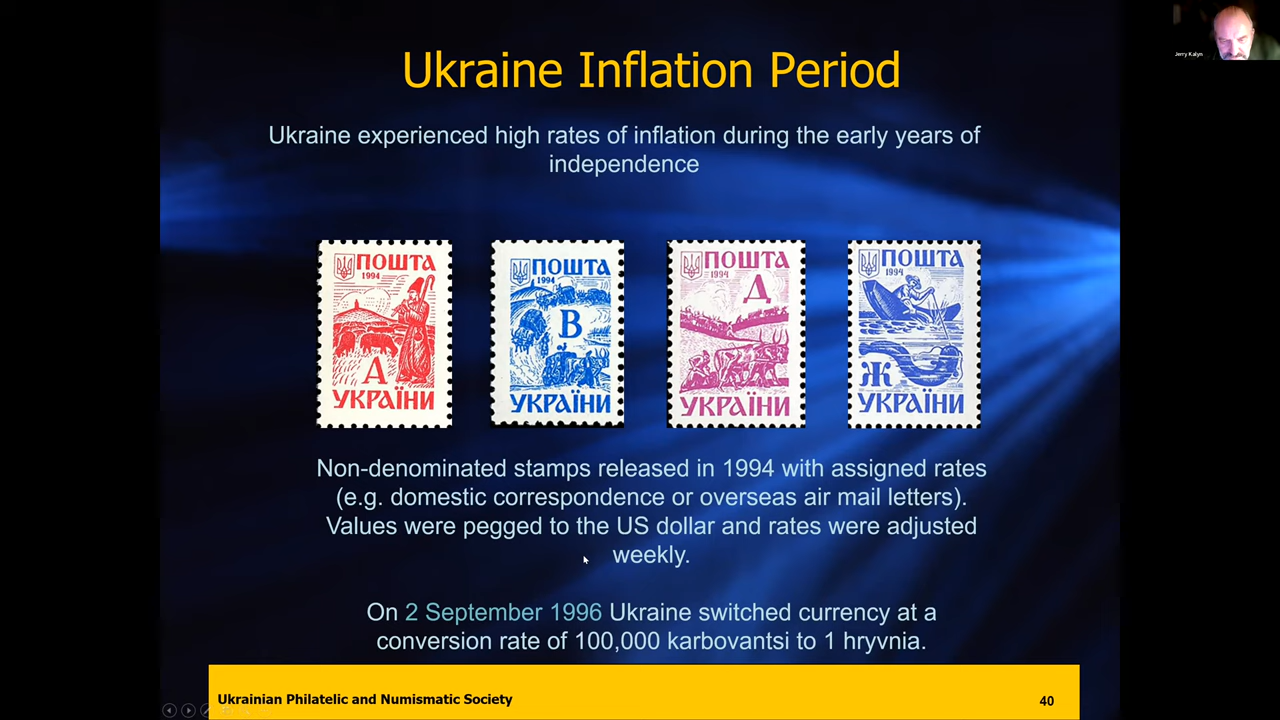 Jerry Kalyn
Ukraine Inflation Period
Ukraine experienced high rates of inflation during the early years of
independence
ПОШТА
1994
Д
УКРАЇНИ
ПОШТА
1994
В
УКРАЇНИ
ПОШТА
1994
Д
УКРАЇНИ
ПОШТА
1994
Ж
УКРАЇНИ
Non-denominated stamps released in 1994 with assigned rates
(e.g. domestic correspondence or overseas air mail letters).
Values were pegged to the US dollar and rates were adjusted
weekly.
On 2 September 1996 Ukraine switched currency at a
conversion rate of 100,000 karbovantsi to 1 hryvnia.
Ukrainian Philatelic and Numismatic Society
40